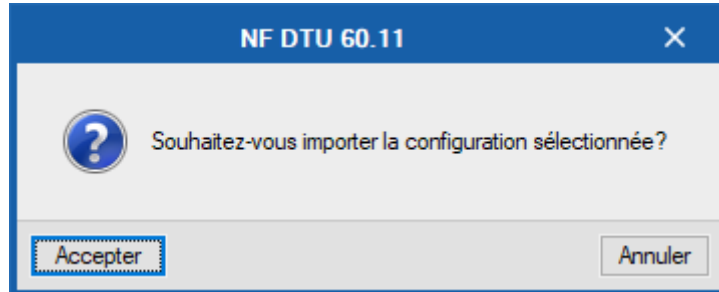 NF DTU 60.11
Souhaitez-vous importer la configuration sélectionnée?
Accepter
Annuler